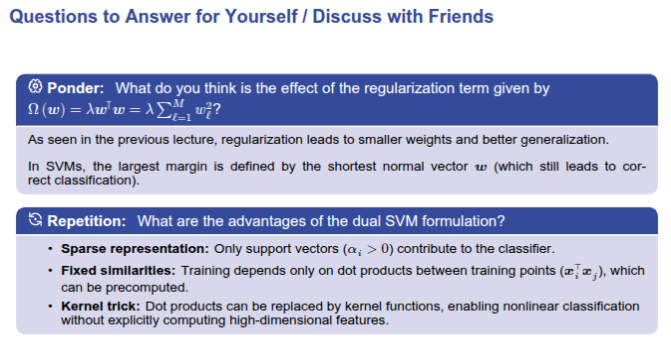 Questions to Answer for Yourself / Discuss with Friends
Ponder: What do you think is the effect of the regularization term given by
Ω (w) = λw⊤w = λ ∑ᴹℓ₌₁ w²ℓ?
As seen in the previous lecture, regularization leads to smaller weights and better generalization.
In SVMs, the largest margin is defined by the shortest normal vector w (which still leads to cor-
rect classification).
Repetition: What are the advantages of the dual SVM formulation?
• Sparse representation: Only support vectors (αᵢ > 0) contribute to the classifier.
• Fixed similarities: Training depends only on dot products between training points (xᵢ⊤xⱼ), which
can be precomputed.
• Kernel trick: Dot products can be replaced by kernel functions, enabling nonlinear classification
without explicitly computing high-dimensional features.